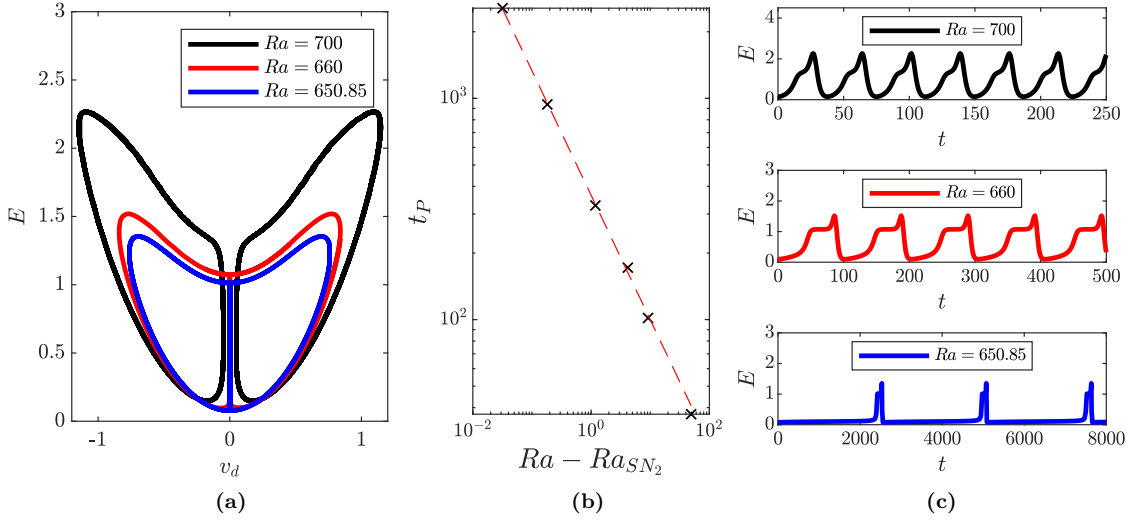 3
2.5
2
1.5
1
0.5
0
E
-1
0
1
v_d
Ra = 700
Ra = 660
Ra = 650.85
(a)
10^3
10^2
t_P
10^{-2}
10^0
10^2
Ra − Ra_{SN_2}
(b)
4
2
0
E
Ra = 700
0
50
100
150
200
250
t
3
2
1
0
E
Ra = 660
0
100
200
300
400
500
t
3
2
1
0
E
Ra = 650.85
0
2000
4000
6000
8000
t
(c)